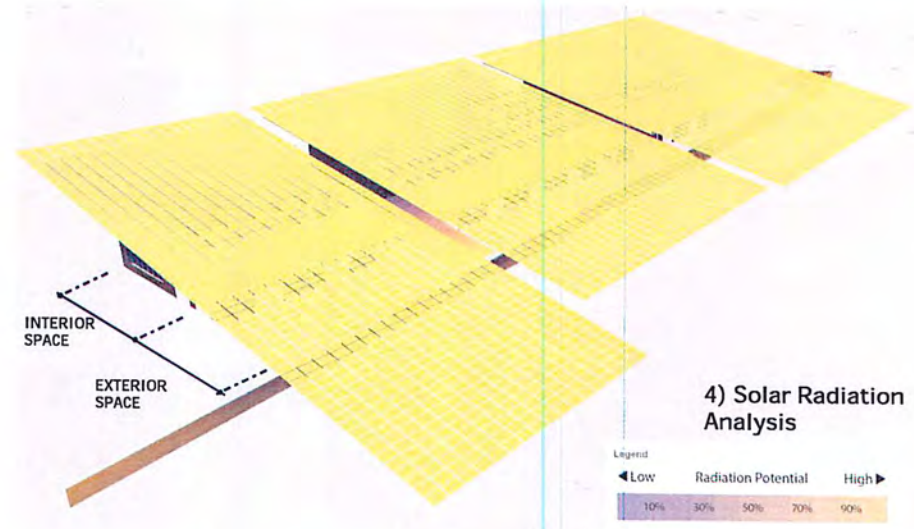 INTERIOR
SPACE
EXTERIOR
SPACE
4) Solar Radiation
Analysis
Legend
◀Low Radiation Potential High▶
10% 30% 50% 70% 90%